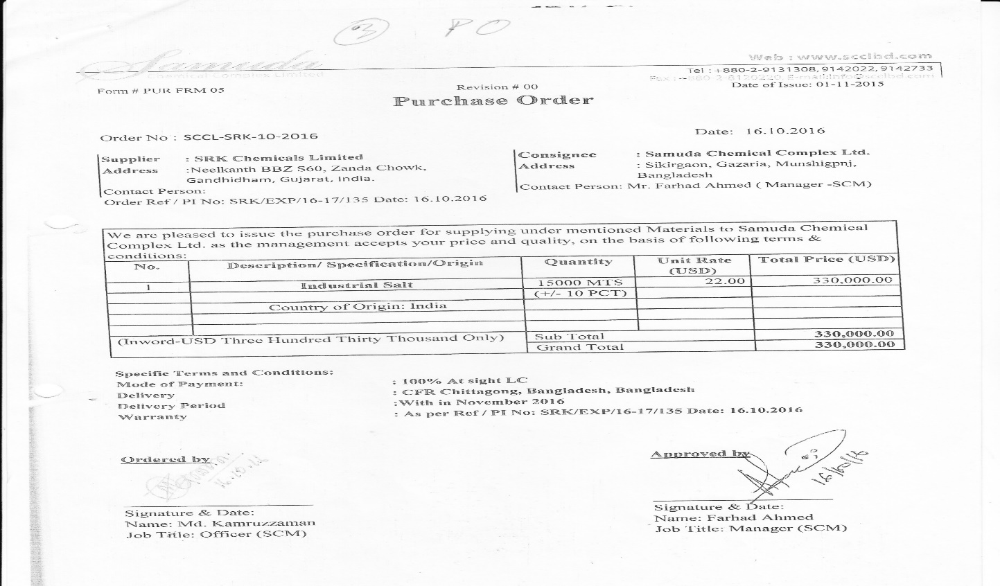 3 PO
Samuda
Chemical Complex Limited
Web : www.scclbd.com
Tel : +880-2-9131308, 9142022, 9142733
Fax : +880-2-8120220, E-mail:info@scclbd.com
Form # PUR FRM 05 Revision # 00 Date of Issue: 01-11-2015
Purchase Order
Order No : SCCL-SRK-10-2016 Date: 16.10.2016
Supplier : SRK Chemicals Limited
Address :Neelkanth BBZ S60, Zanda Chowk,
Gandhidham, Gujarat, India.
Contact Person:
Order Ref / PI No: SRK/EXP/16-17/135 Date: 16.10.2016
Consignee : Samuda Chemical Complex Ltd.
Address : Sikirgaon, Gazaria, Munshigpnj,
Bangladesh
Contact Person: Mr. Farhad Ahmed ( Manager -SCM)
We are pleased to issue the purchase order for supplying under mentioned Materials to Samuda Chemical
Complex Ltd. as the management accepts your price and quality, on the basis of following terms &
conditions:
No. Description/ Specification/Origin Quantity Unit Rate (USD) Total Price (USD)
1 Industrial Salt 15000 MTS 22.00 330,000.00
(+/- 10 PCT)
Country of Origin: India
(Inword-USD Three Hundred Thirty Thousand Only) Sub Total 330,000.00
Grand Total 330,000.00
Specific Terms and Conditions:
Mode of Payment: : 100% At sight LC
Delivery : CFR Chittagong, Bangladesh, Bangladesh
Delivery Period :With in November 2016
Warranty : As per Ref / PI No: SRK/EXP/16-17/135 Date: 16.10.2016
Ordered by
16.10.16
Signature & Date:
Name: Md. Kamruzzaman
Job Title: Officer (SCM)
Approved by
16/10/16
Signature & Date:
Name: Farhad Ahmed
Job Title: Manager (SCM)